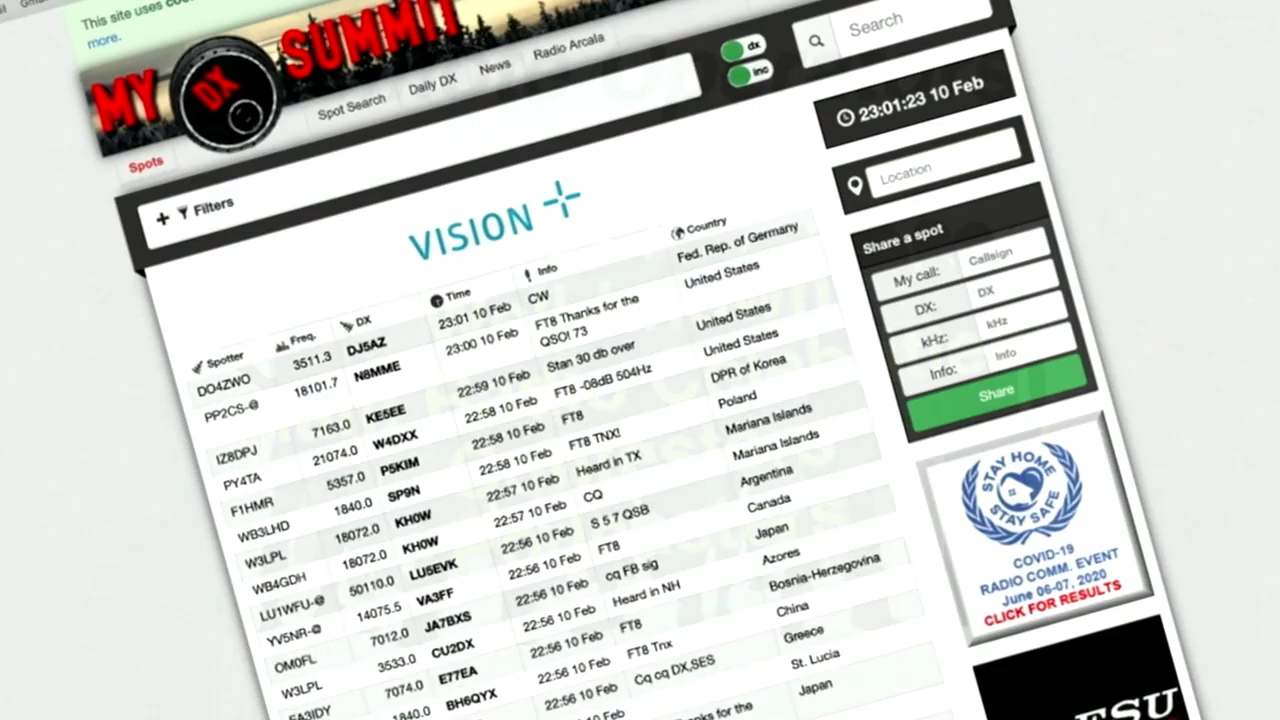 This site uses
more.
MY DX SUMMIT
Spot Search Daily DX News Radio Arcala
dx
inc
Search
Spots
23:01:23 10 Feb
+ Filters
Location
VISION
Share a spot
My call: Callsign
DX: DX
kHz: kHz
Info: Info
Share
Spotter Freq. DX Time Info Country
DO4ZWO 3511.3 DJ5AZ 23:01 10 Feb CW Fed. Rep. of Germany
PP2CS-@ 18101.7 N8MME 23:00 10 Feb FT8 Thanks for the United States
QSO! 73
IZ8DPJ 7163.0 KE5EE 22:59 10 Feb Stan 30 db over United States
PY4TA 21074.0 W4DXX 22:58 10 Feb FT8 -08dB 504Hz United States
F1HMR 5357.0 P5KIM 22:58 10 Feb FT8 DPR of Korea
WB3LHD 1840.0 SP9N 22:58 10 Feb FT8 TNX! Poland
W3LPL 18072.0 KH0W 22:57 10 Feb Heard in TX Mariana Islands
WB4GDH 18072.0 KH0W 22:57 10 Feb CQ Mariana Islands
LU1WFU-@ 50110.0 LU5EVK 22:56 10 Feb S 5 7 QSB Argentina
YV5NR-@ 14075.5 VA3FF 22:56 10 Feb FT8 Canada
OM0FL 7012.0 JA7BXS 22:56 10 Feb cq FB sig Japan
W3LPL 3533.0 CU2DX 22:56 10 Feb Heard in NH Azores
EA3IDY 7074.0 E77EA 22:56 10 Feb FT8 Bosnia-Herzegovina
1840.0 BH6QYX 22:56 10 Feb FT8 Tnx China
22:56 10 Feb Cq cq DX,SES Greece
10 Feb St. Lucia
for the Japan
STAY HOME
STAY SAFE
COVID-19
RADIO COMM. EVENT
June 06-07, 2020
CLICK FOR RESULTS